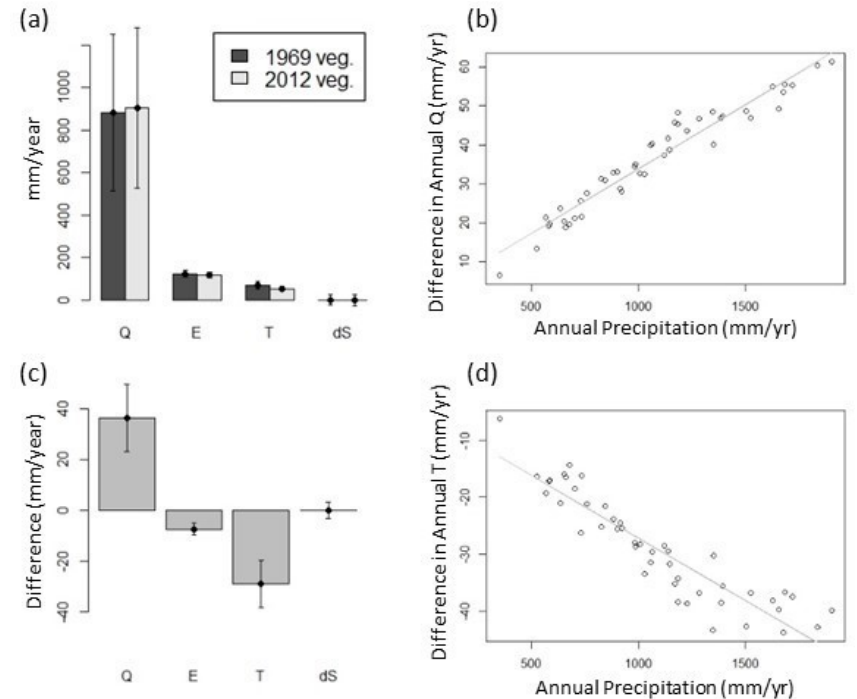 (a)
1969 veg.
2012 veg.
mm/year
1000
800
600
400
200
0
Q E T dS
(b)
Difference in Annual Q (mm/yr)
60
50
40
30
20
10
500 1000 1500
Annual Precipitation (mm/yr)
(c)
Difference (mm/year)
40
20
0
-20
-40
Q E T dS
(d)
Difference in Annual T (mm/yr)
-10
-20
-30
-40
500 1000 1500
Annual Precipitation (mm/yr)